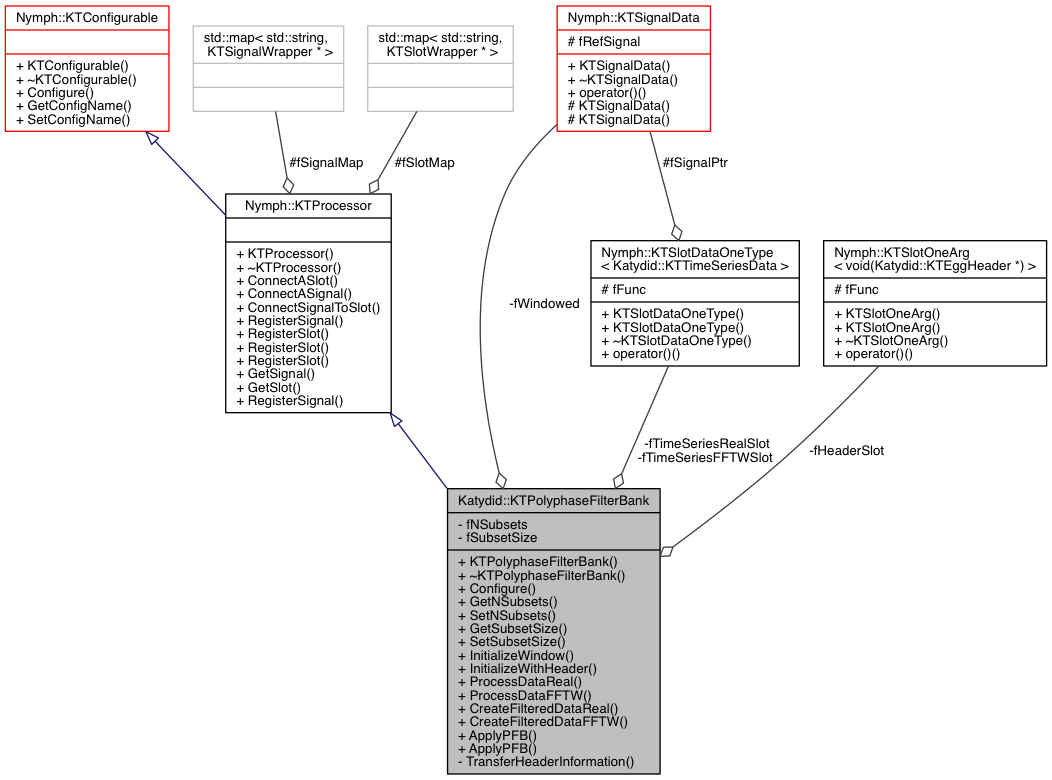 Nymph::KTConfigurable
+ KTConfigurable()
+ ~KTConfigurable()
+ Configure()
+ GetConfigName()
+ SetConfigName()
std::map< std::string,
KTSignalWrapper * >
std::map< std::string,
KTSlotWrapper * >
Nymph::KTSignalData
# fRefSignal
+ KTSignalData()
+ ~KTSignalData()
+ operator()()
# KTSignalData()
# KTSignalData()
#fSignalMap
#fSlotMap
#fSignalPtr
Nymph::KTProcessor
+ KTProcessor()
+ ~KTProcessor()
+ ConnectASlot()
+ ConnectASignal()
+ ConnectSignalToSlot()
+ RegisterSignal()
+ RegisterSlot()
+ RegisterSlot()
+ RegisterSlot()
+ GetSignal()
+ GetSlot()
+ RegisterSignal()
-fWindowed
Nymph::KTSlotDataOneType
< Katydid::KTTimeSeriesData >
# fFunc
+ KTSlotDataOneType()
+ KTSlotDataOneType()
+ ~KTSlotDataOneType()
+ operator()()
Nymph::KTSlotOneArg
< void(Katydid::KTEggHeader *) >
# fFunc
+ KTSlotOneArg()
+ KTSlotOneArg()
+ ~KTSlotOneArg()
+ operator()()
-fTimeSeriesRealSlot
-fTimeSeriesFFTWSlot
-fHeaderSlot
Katydid::KTPolyphaseFilterBank
- fNSubsets
- fSubsetSize
+ KTPolyphaseFilterBank()
+ ~KTPolyphaseFilterBank()
+ Configure()
+ GetNSubsets()
+ SetNSubsets()
+ GetSubsetSize()
+ SetSubsetSize()
+ InitializeWindow()
+ InitializeWithHeader()
+ ProcessDataReal()
+ ProcessDataFFTW()
+ CreateFilteredDataReal()
+ CreateFilteredDataFFTW()
+ ApplyPFB()
+ ApplyPFB()
- TransferHeaderInformation()